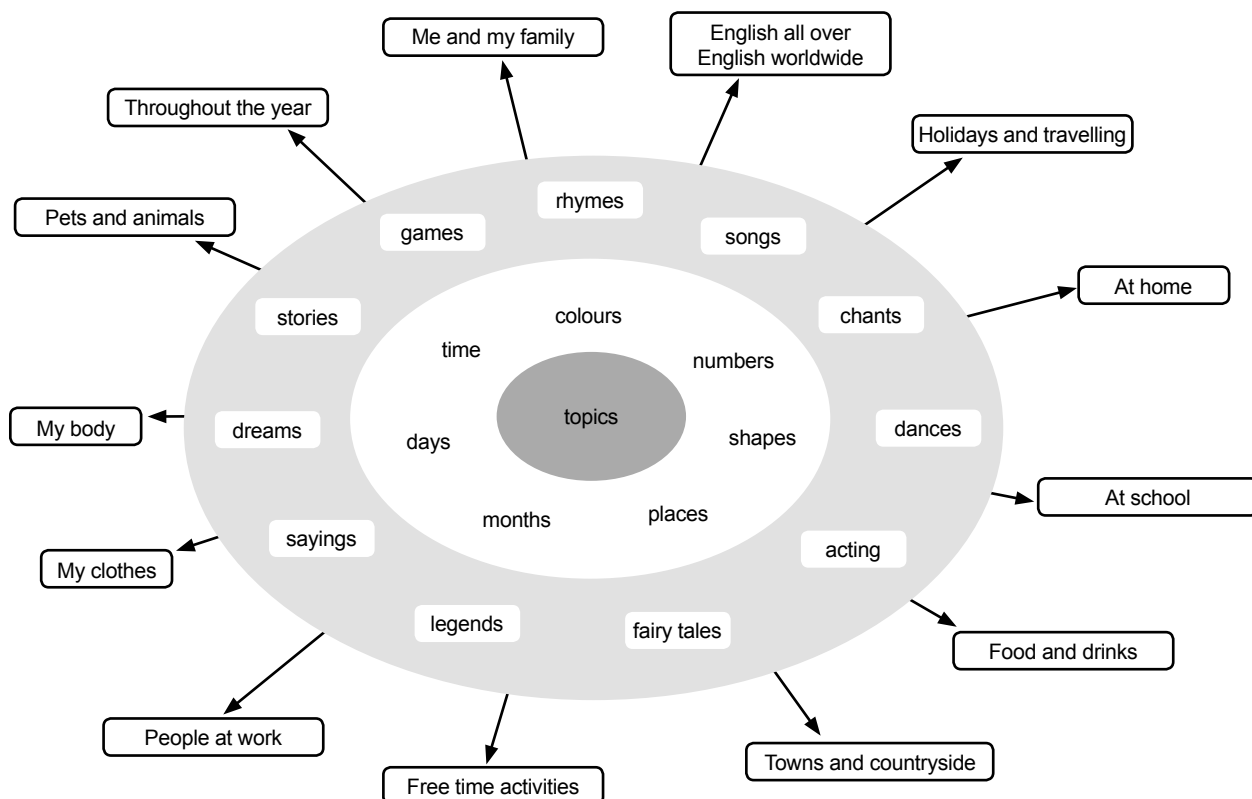 Me and my family
English all over
English worldwide
Throughout the year
Holidays and travelling
Pets and animals
rhymes
games
songs
At home
stories
chants
colours
time
numbers
topics
My body
dreams
days
shapes
dances
At school
months
places
sayings
acting
My clothes
legends
fairy tales
Food and drinks
People at work
Towns and countryside
Free time activities